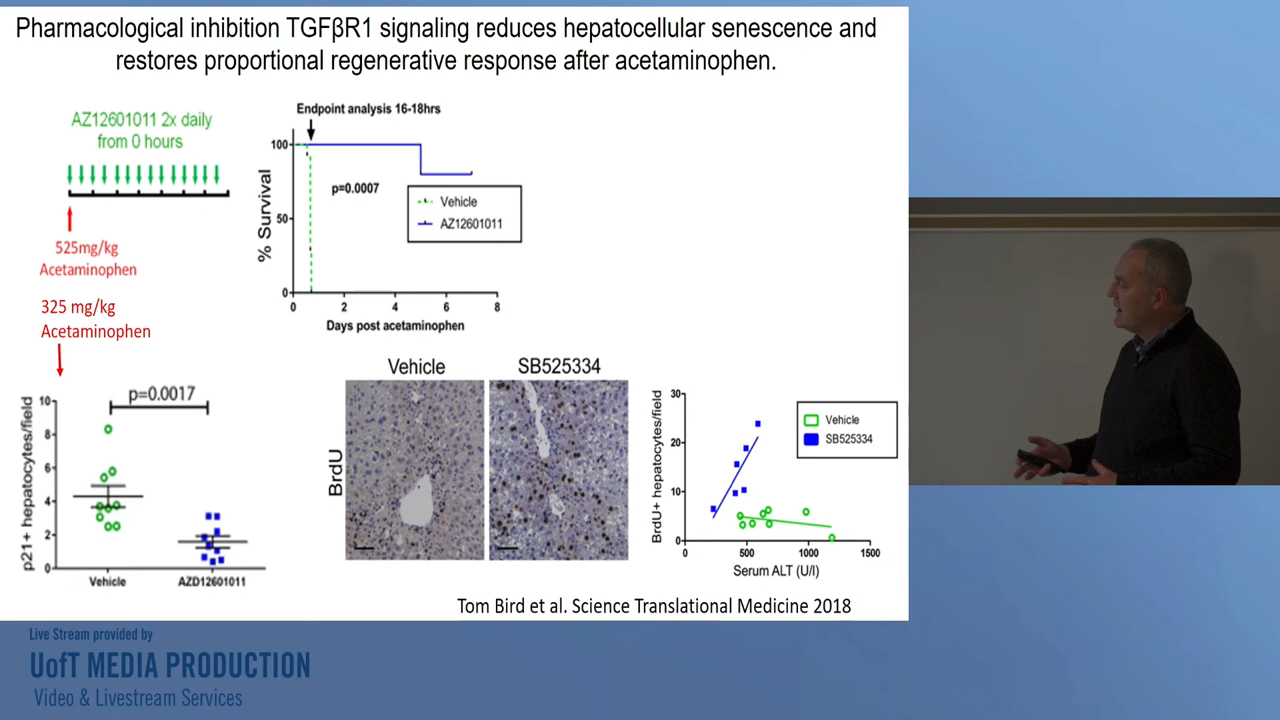 Pharmacological inhibition TGFβR1 signaling reduces hepatocellular senescence and
restores proportional regenerative response after acetaminophen.
AZ12601011 2x daily
from 0 hours
525mg/kg
Acetaminophen
325 mg/kg
Acetaminophen
Endpoint analysis 16-18hrs
% Survival
100
50
0
p=0.0007
Vehicle
AZ12601011
0 2 4 6 8
Days post acetaminophen
p21+ hepatocytes/field
10
8
6
4
2
0
p=0.0017
Vehicle AZD12601011
Vehicle SB525334
BrdU
BrdU+ hepatocytes/field
30
20
10
0
Vehicle
SB525334
0 500 1000 1500
Serum ALT (U/l)
Tom Bird et al. Science Translational Medicine 2018
Live Stream provided by
UofT MEDIA PRODUCTION
Video & Livestream Services